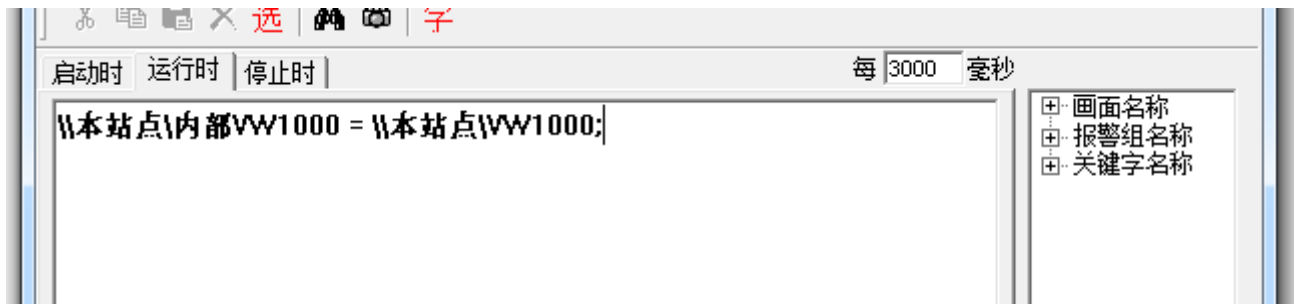 选 字
启动时 运行时 停止时 每 3000 毫秒
\\本站点\内部VW1000 = \\本站点\VW1000;
画面名称
报警组名称
关键字名称